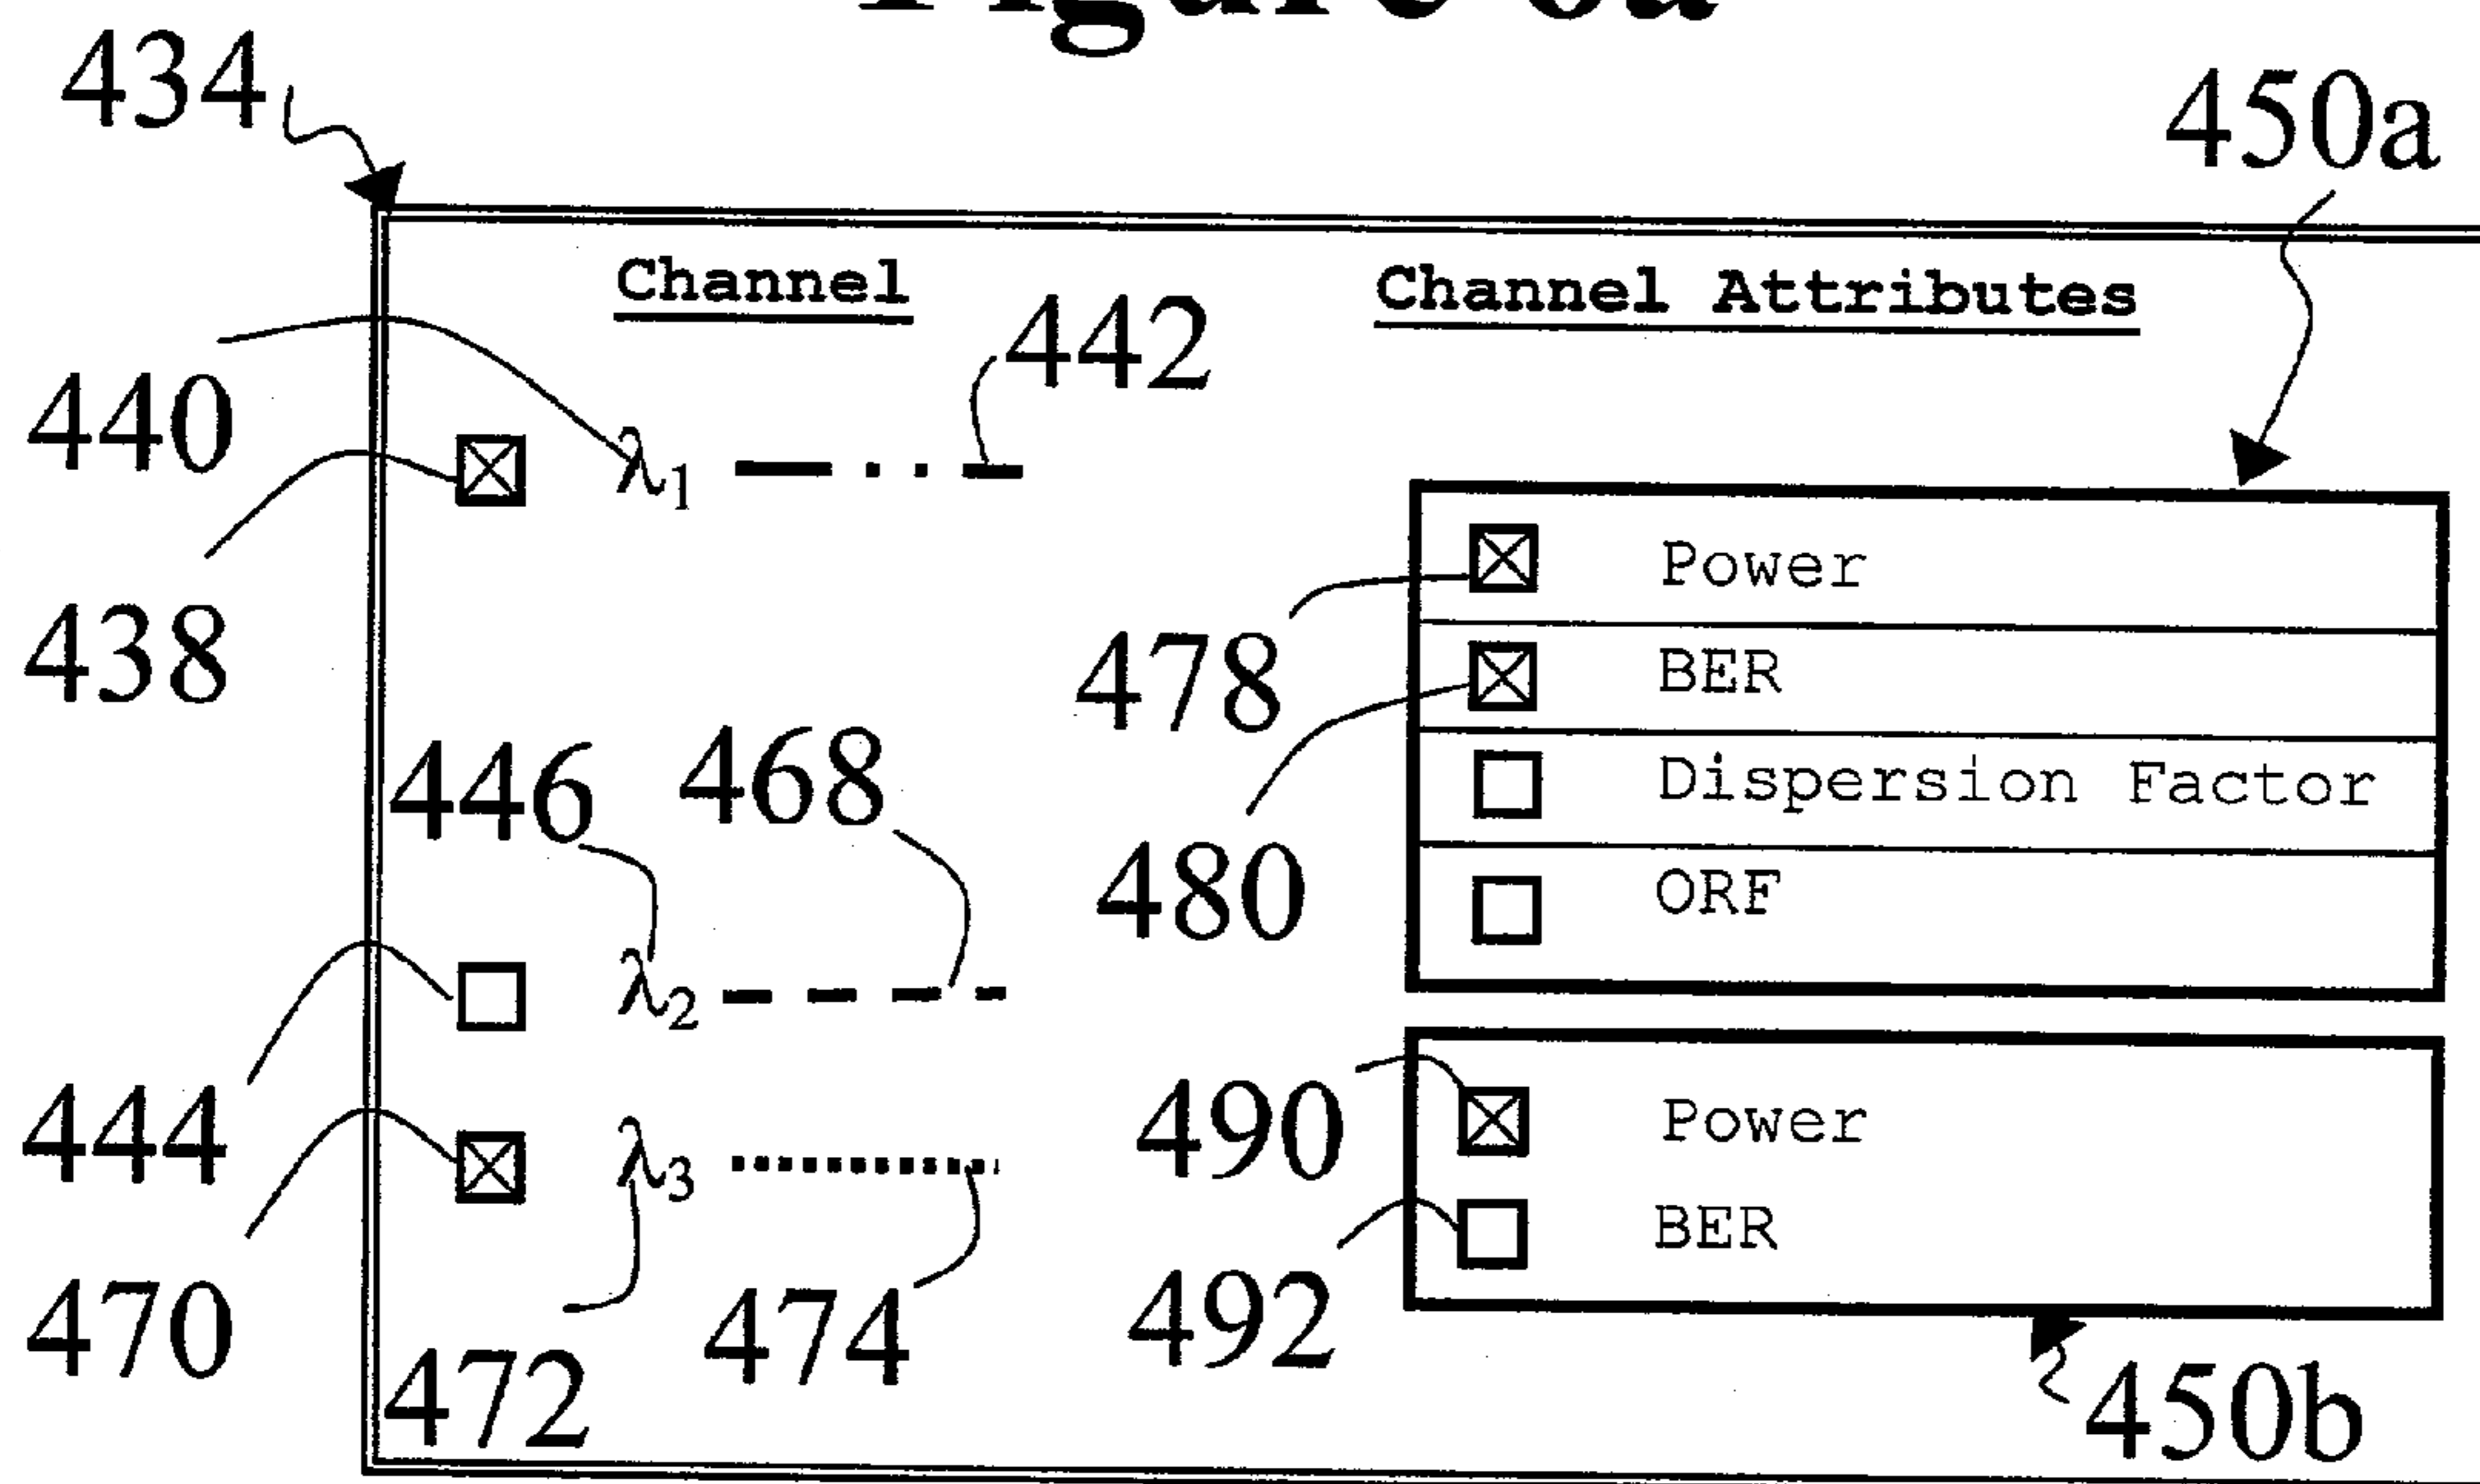 434
450a
Channel
Channel Attributes
442
440
λ1
438
Power
478
BER
446 468
Dispersion Factor
480
ORF
λ2
444
490
Power
λ3
BER
470
472
474
492
450b